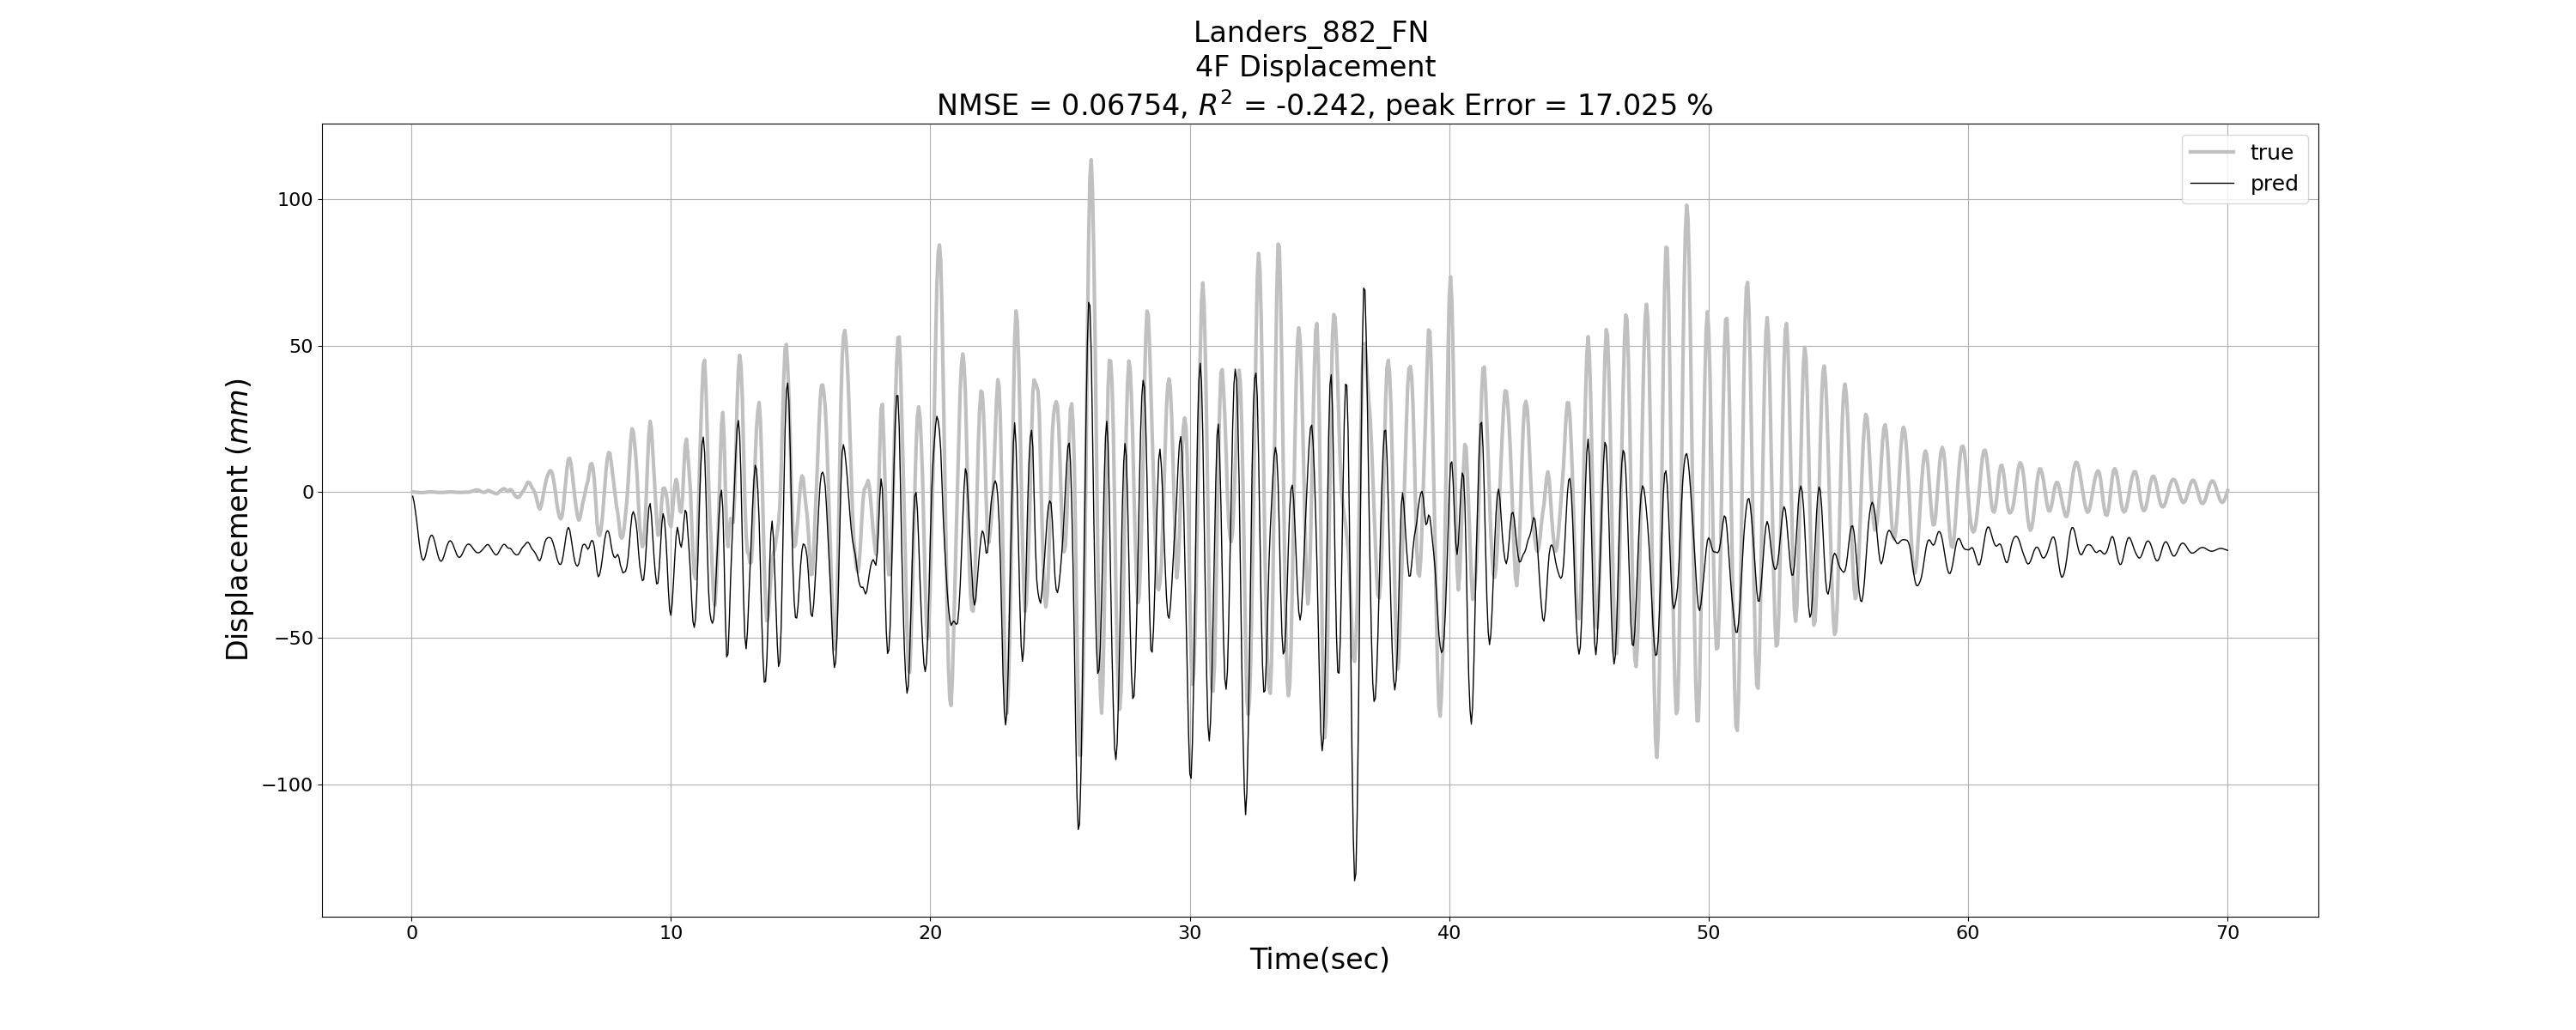 Landers_882_FN
4F Displacement
NMSE = 0.06754, R² = -0.242, peak Error = 17.025 %
true
pred
Displacement (mm)
100
50
0
−50
−100
0 10 20 30 40 50 60 70
Time(sec)